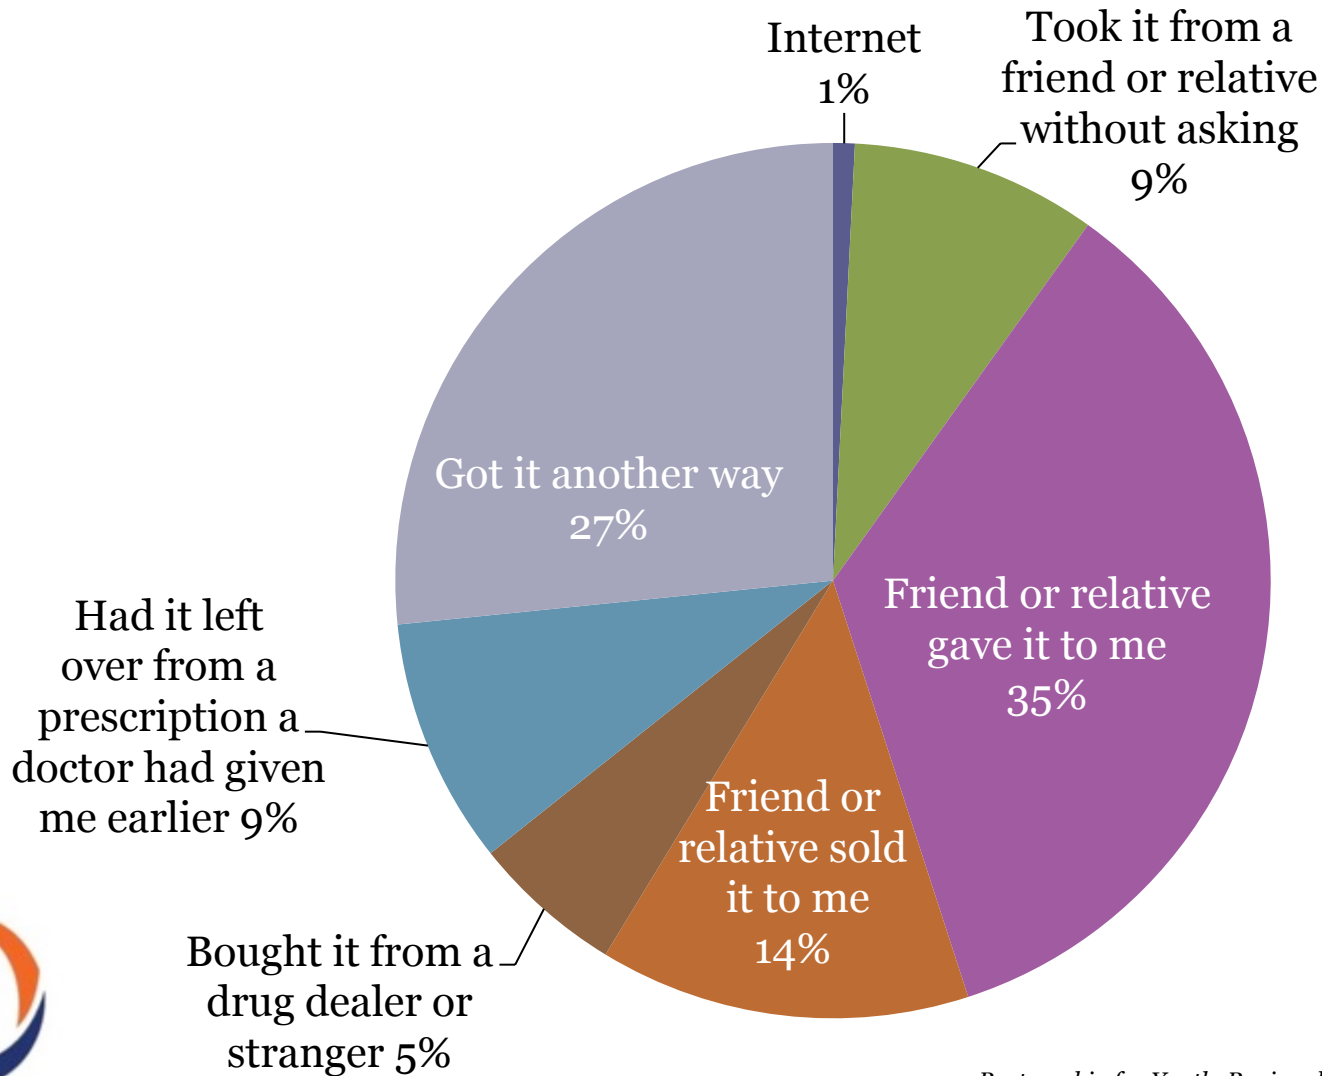 Internet
1%
Took it from a
friend or relative
without asking
9%
Friend or relative
gave it to me
35%
Friend or
relative sold
it to me
14%
Bought it from a
drug dealer or
stranger 5%
Had it left
over from a
prescription a
doctor had given
me earlier 9%
Got it another way
27%